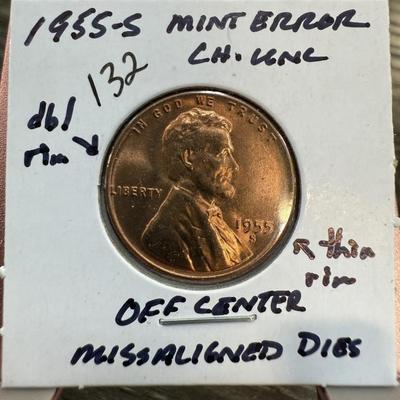 1955-S MINT ERROR
CH. UNC
132
dbl
rim
IN GOD WE TRUST
LIBERTY
1955
S
thin
rim
OFF CENTER
MISSALIGNED DIES